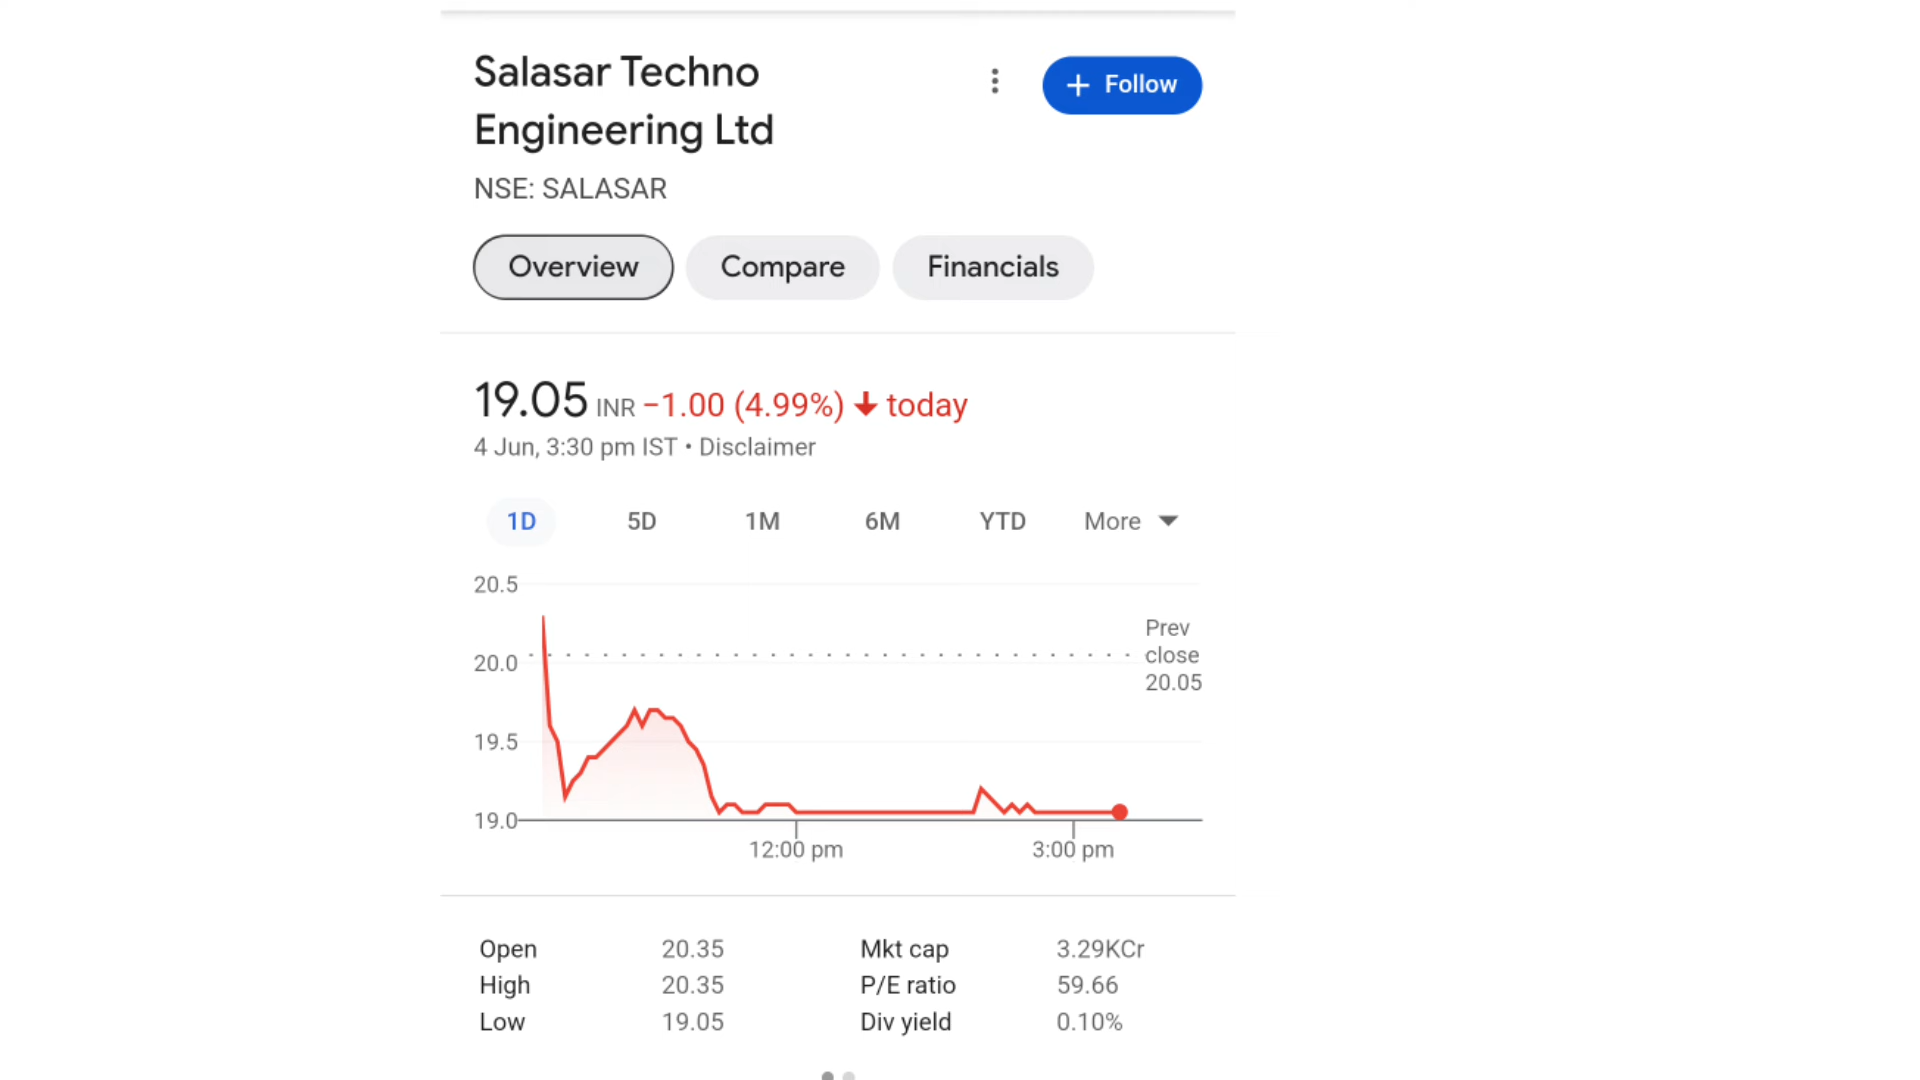 Salasar Techno
Engineering Ltd
+ Follow
NSE: SALASAR
Overview Compare Financials
19.05 INR −1.00 (4.99%) ↓ today
4 Jun, 3:30 pm IST • Disclaimer
1D 5D 1M 6M YTD More
20.5
20.0
19.5
19.0
Prev
close
20.05
12:00 pm 3:00 pm
Open 20.35 Mkt cap 3.29KCr
High 20.35 P/E ratio 59.66
Low 19.05 Div yield 0.10%